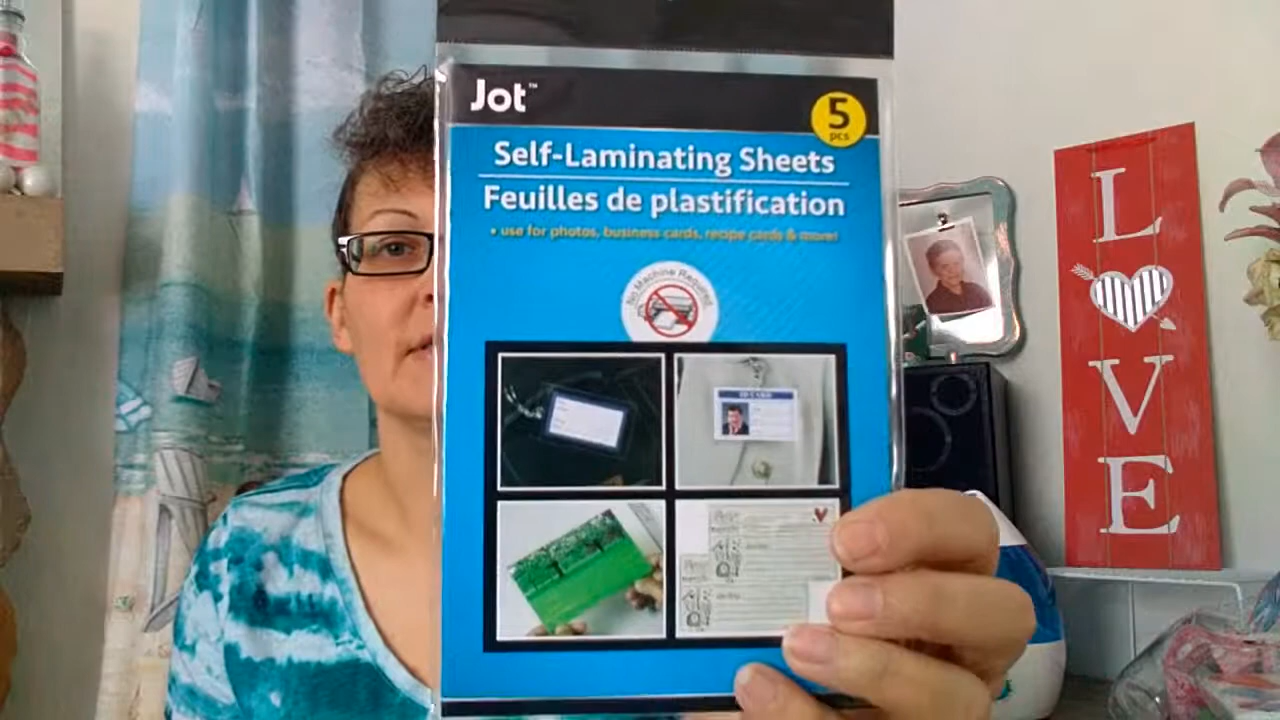 Jot™
5
pcs
Self-Laminating Sheets
Feuilles de plastification
• use for photos, business cards, recipe cards & more!
No Machine Required
ID CARD
L
V
E